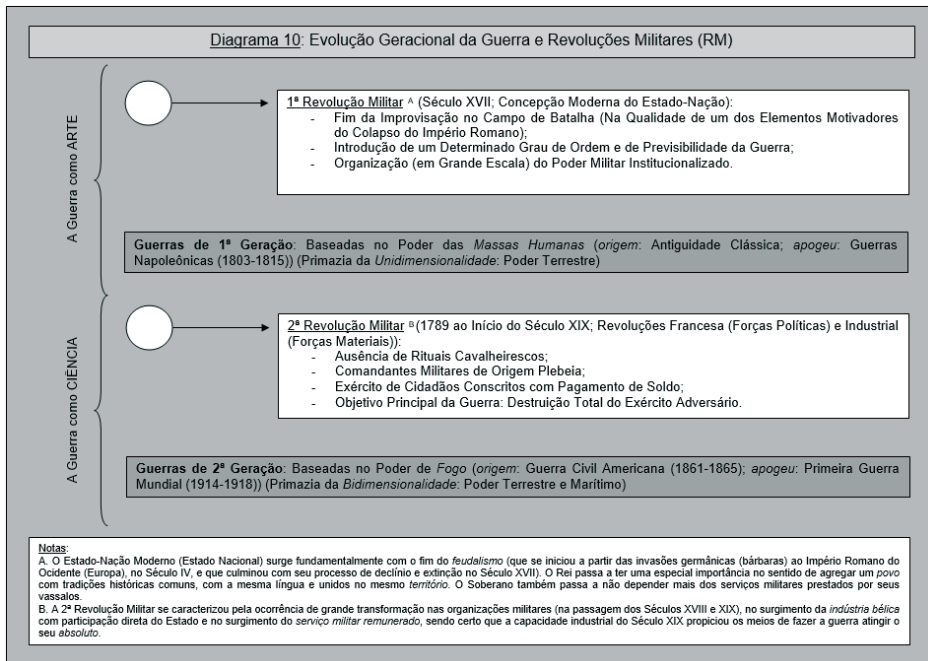 Diagrama 10: Evolução Geracional da Guerra e Revoluções Militares (RM)
A Guerra como ARTE
1ª Revolução Militar A (Século XVII; Concepção Moderna do Estado-Nação):
- Fim da Improvisação no Campo de Batalha (Na Qualidade de um dos Elementos Motivadores
do Colapso do Império Romano);
- Introdução de um Determinado Grau de Ordem e de Previsibilidade da Guerra;
- Organização (em Grande Escala) do Poder Militar Institucionalizado.
Guerras de 1ª Geração: Baseadas no Poder das Massas Humanas (origem: Antiguidade Clássica; apogeu: Guerras
Napoleônicas (1803-1815)) (Primazia da Unidimensionalidade: Poder Terrestre)
A Guerra como CIÊNCIA
2ª Revolução Militar B (1789 ao Início do Século XIX; Revoluções Francesa (Forças Políticas) e Industrial
(Forças Materiais)):
- Ausência de Rituais Cavalheirescos;
- Comandantes Militares de Origem Plebeia;
- Exército de Cidadãos Conscritos com Pagamento de Soldo;
- Objetivo Principal da Guerra: Destruição Total do Exército Adversário.
Guerras de 2ª Geração: Baseadas no Poder de Fogo (origem: Guerra Civil Americana (1861-1865); apogeu: Primeira Guerra
Mundial (1914-1918)) (Primazia da Bidimensionalidade: Poder Terrestre e Marítimo)
Notas:
A. O Estado-Nação Moderno (Estado Nacional) surge fundamentalmente com o fim do feudalismo (que se iniciou a partir das invasões germânicas (bárbaras) ao Império Romano do
Ocidente (Europa), no Século IV, e que culminou com seu processo de declínio e extinção no Século XVII). O Rei passa a ter uma especial importância no sentido de agregar um povo
com tradições históricas comuns, com a mesma língua e unidos no mesmo território. O Soberano também passa a não depender mais dos serviços militares prestados por seus
vassalos.
B. A 2ª Revolução Militar se caracterizou pela ocorrência de grande transformação nas organizações militares (na passagem dos Séculos XVIII e XIX), no surgimento da indústria bélica
com participação direta do Estado e no surgimento do serviço militar remunerado, sendo certo que a capacidade industrial do Século XIX propiciou os meios de fazer a guerra atingir o
seu absoluto.